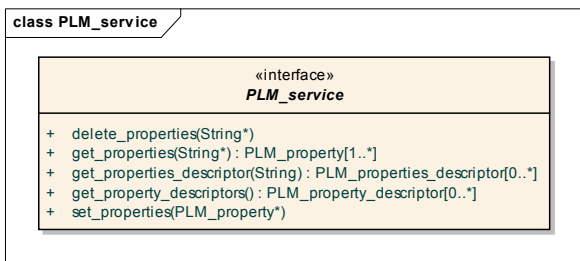 class PLM_service
«interface»
PLM_service
+ delete_properties(String*)
+ get_properties(String*) : PLM_property[1..*]
+ get_properties_descriptor(String) : PLM_properties_descriptor[0..*]
+ get_property_descriptors() : PLM_property_descriptor[0..*]
+ set_properties(PLM_property*)